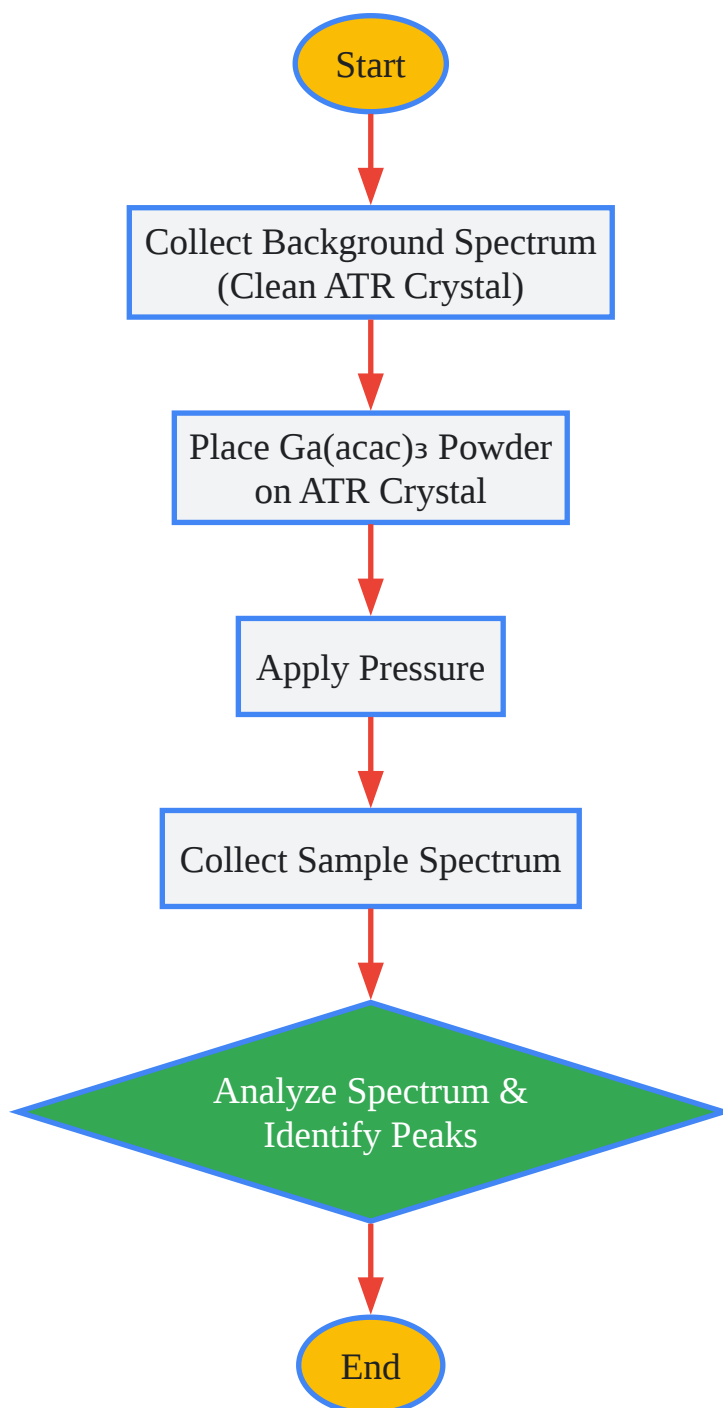 Start
Collect Background Spectrum
(Clean ATR Crystal)
Place Ga(acac)₃ Powder
on ATR Crystal
Apply Pressure
Collect Sample Spectrum
Analyze Spectrum &
Identify Peaks
End